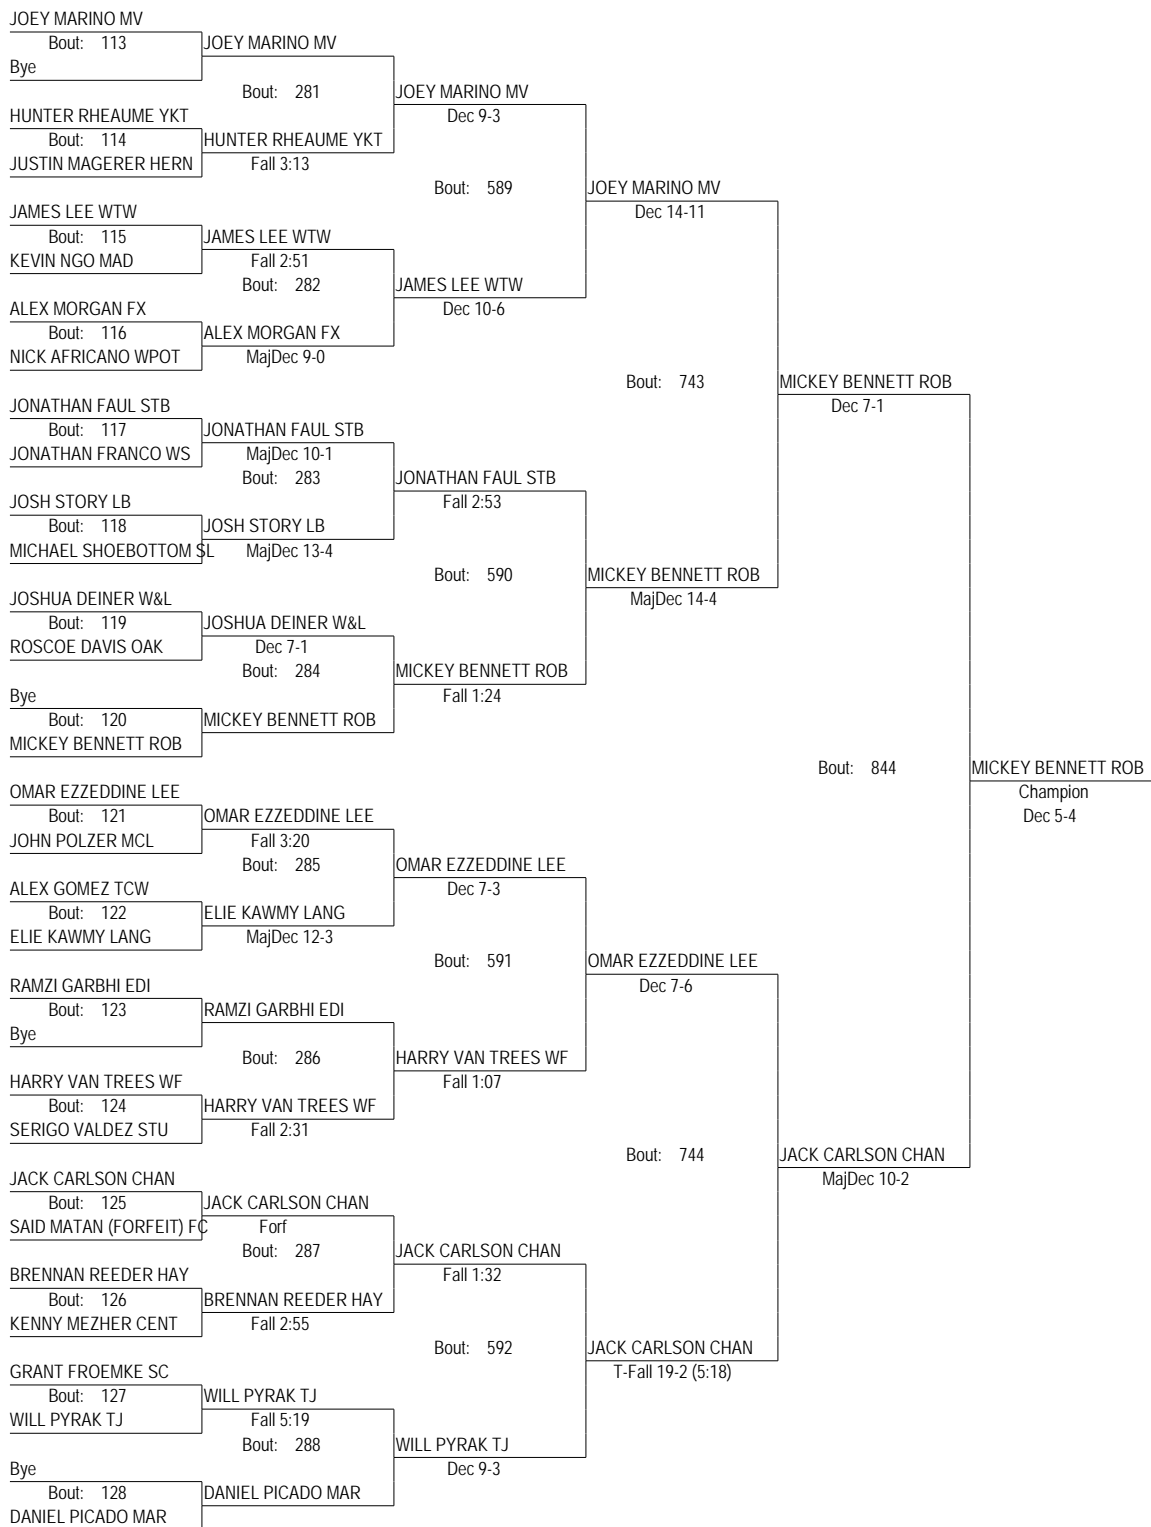 JOEY MARINO MV
Bout: 113 JOEY MARINO MV
Bye
Bout: 281 JOEY MARINO MV
HUNTER RHEAUME YKT Dec 9-3
Bout: 114 HUNTER RHEAUME YKT
JUSTIN MAGERER HERN Fall 3:13
Bout: 589 JOEY MARINO MV
JAMES LEE WTW Dec 14-11
Bout: 115 JAMES LEE WTW
KEVIN NGO MAD Fall 2:51
Bout: 282 JAMES LEE WTW
ALEX MORGAN FX Dec 10-6
Bout: 116 ALEX MORGAN FX
NICK AFRICANO WPOT MajDec 9-0
Bout: 743 MICKEY BENNETT ROB
JONATHAN FAUL STB Dec 7-1
Bout: 117 JONATHAN FAUL STB
JONATHAN FRANCO WS MajDec 10-1
Bout: 283 JONATHAN FAUL STB
JOSH STORY LB Fall 2:53
Bout: 118 JOSH STORY LB
MICHAEL SHOEBOTTOM SL MajDec 13-4
Bout: 590 MICKEY BENNETT ROB
JOSHUA DEINER W&L MajDec 14-4
Bout: 119 JOSHUA DEINER W&L
ROSCOE DAVIS OAK Dec 7-1
Bout: 284 MICKEY BENNETT ROB
Bye Fall 1:24
Bout: 120 MICKEY BENNETT ROB
MICKEY BENNETT ROB
Bout: 844 MICKEY BENNETT ROB
OMAR EZZEDDINE LEE Champion
Bout: 121 OMAR EZZEDDINE LEE Dec 5-4
JOHN POLZER MCL Fall 3:20
Bout: 285 OMAR EZZEDDINE LEE
ALEX GOMEZ TCW Dec 7-3
Bout: 122 ELIE KAWMY LANG
ELIE KAWMY LANG MajDec 12-3
Bout: 591 OMAR EZZEDDINE LEE
RAMZI GARBHI EDI Dec 7-6
Bout: 123 RAMZI GARBHI EDI
Bye
Bout: 286 HARRY VAN TREES WF
HARRY VAN TREES WF Fall 1:07
Bout: 124 HARRY VAN TREES WF
SERIGO VALDEZ STU Fall 2:31
Bout: 744 JACK CARLSON CHAN
JACK CARLSON CHAN MajDec 10-2
Bout: 125 JACK CARLSON CHAN
SAID MATAN (FORFEIT) FC Forf
Bout: 287 JACK CARLSON CHAN
BRENNAN REEDER HAY Fall 1:32
Bout: 126 BRENNAN REEDER HAY
KENNY MEZHER CENT Fall 2:55
Bout: 592 JACK CARLSON CHAN
GRANT FROEMKE SC T-Fall 19-2 (5:18)
Bout: 127 WILL PYRAK TJ
WILL PYRAK TJ Fall 5:19
Bout: 288 WILL PYRAK TJ
Bye Dec 9-3
Bout: 128 DANIEL PICADO MAR
DANIEL PICADO MAR